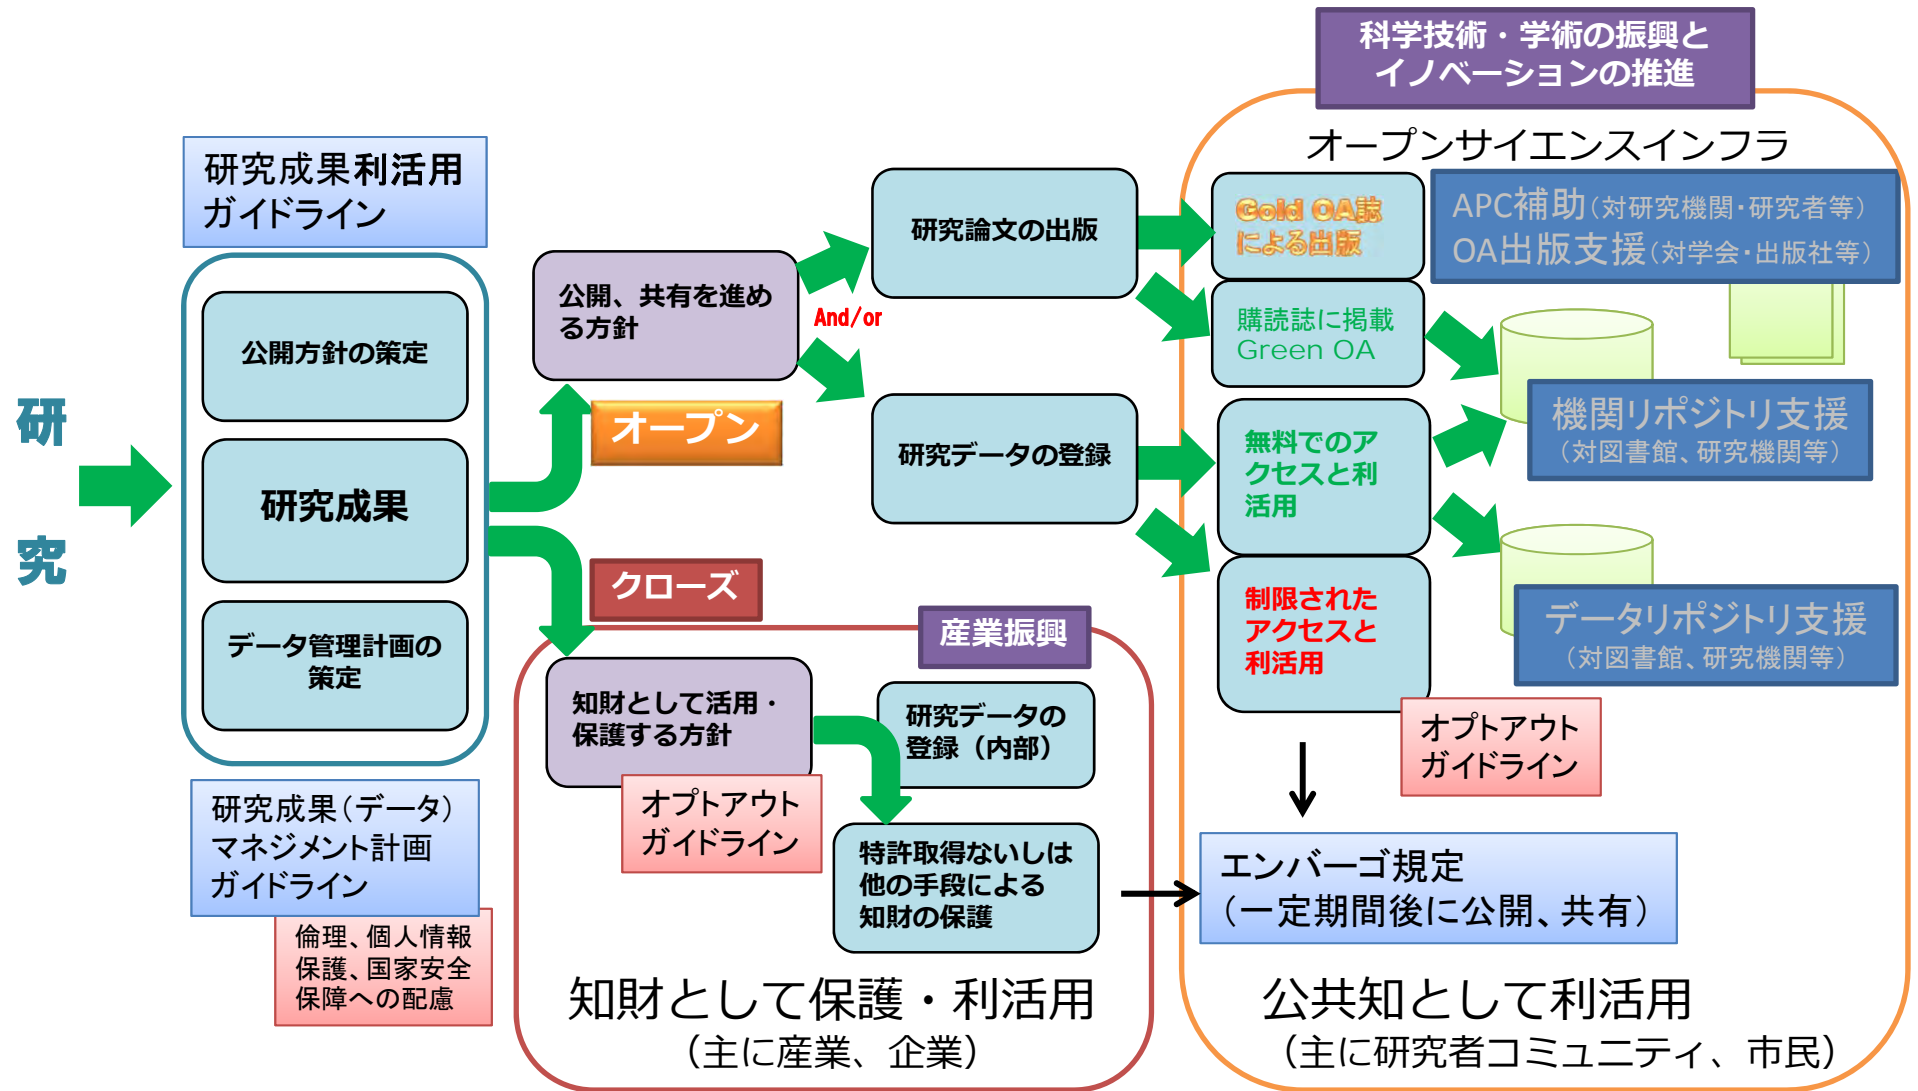 科学技術・学術の振興と
イノベーションの推進
オープンサイエンスインフラ
研究成果利活用
ガイドライン
公開方針の策定
研究成果
データ管理計画の
策定
研
究
研究成果(データ)
マネジメント計画
ガイドライン
倫理、個人情報
保護、国家安全
保障への配慮
公開、共有を進め
る方針
And/or
オープン
クローズ
研究論文の出版
研究データの登録
Gold OA誌
による出版
購読誌に掲載
Green OA
無料でのア
クセスと利
活用
制限された
アクセスと
利活用
APC補助(対研究機関・研究者等)
OA出版支援(対学会・出版社等)
機関リポジトリ支援
(対図書館、研究機関等)
データリポジトリ支援
(対図書館、研究機関等)
オプトアウト
ガイドライン
産業振興
知財として活用・
保護する方針
オプトアウト
ガイドライン
研究データの
登録（内部）
特許取得ないしは
他の手段による
知財の保護
エンバーゴ規定
（一定期間後に公開、共有）
知財として保護・利活用
（主に産業、企業）
公共知として利活用
（主に研究者コミュニティ、市民）